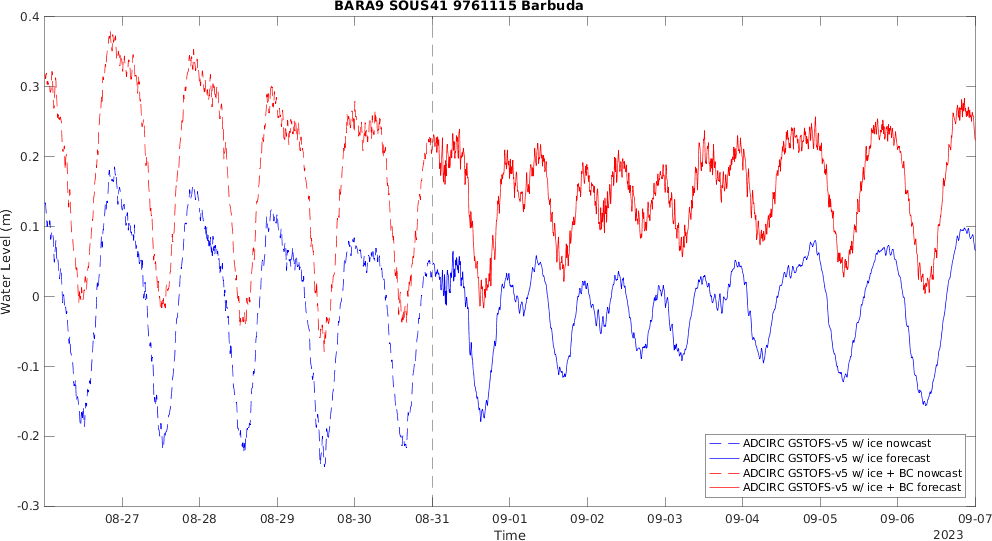 BARA9 SOUS41 9761115 Barbuda
0.4
0.3
0.2
0.1
0
-0.1
-0.2
-0.3
Water Level (m)
08-27 08-28 08-29 08-30 08-31 09-01 09-02 09-03 09-04 09-05 09-06 09-07
Time
2023
ADCIRC GSTOFS-v5 w/ ice nowcast
ADCIRC GSTOFS-v5 w/ ice forecast
ADCIRC GSTOFS-v5 w/ ice + BC nowcast
ADCIRC GSTOFS-v5 w/ ice + BC forecast